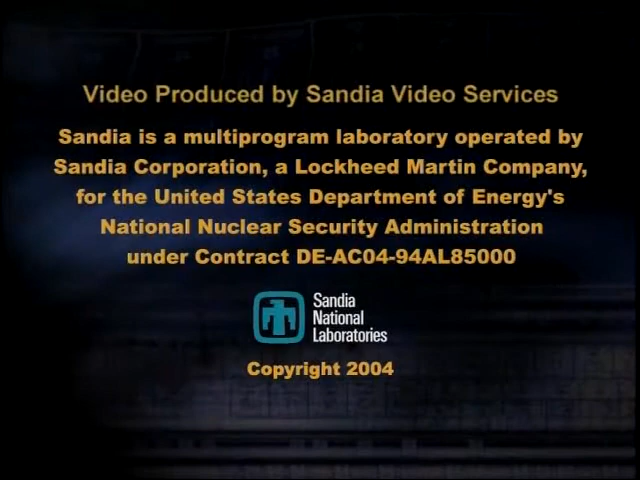 Video Produced by Sandia Video Services
Sandia is a multiprogram laboratory operated by
Sandia Corporation, a Lockheed Martin Company,
for the United States Department of Energy's
National Nuclear Security Administration
under Contract DE-AC04-94AL85000
Sandia
National
Laboratories
Copyright 2004